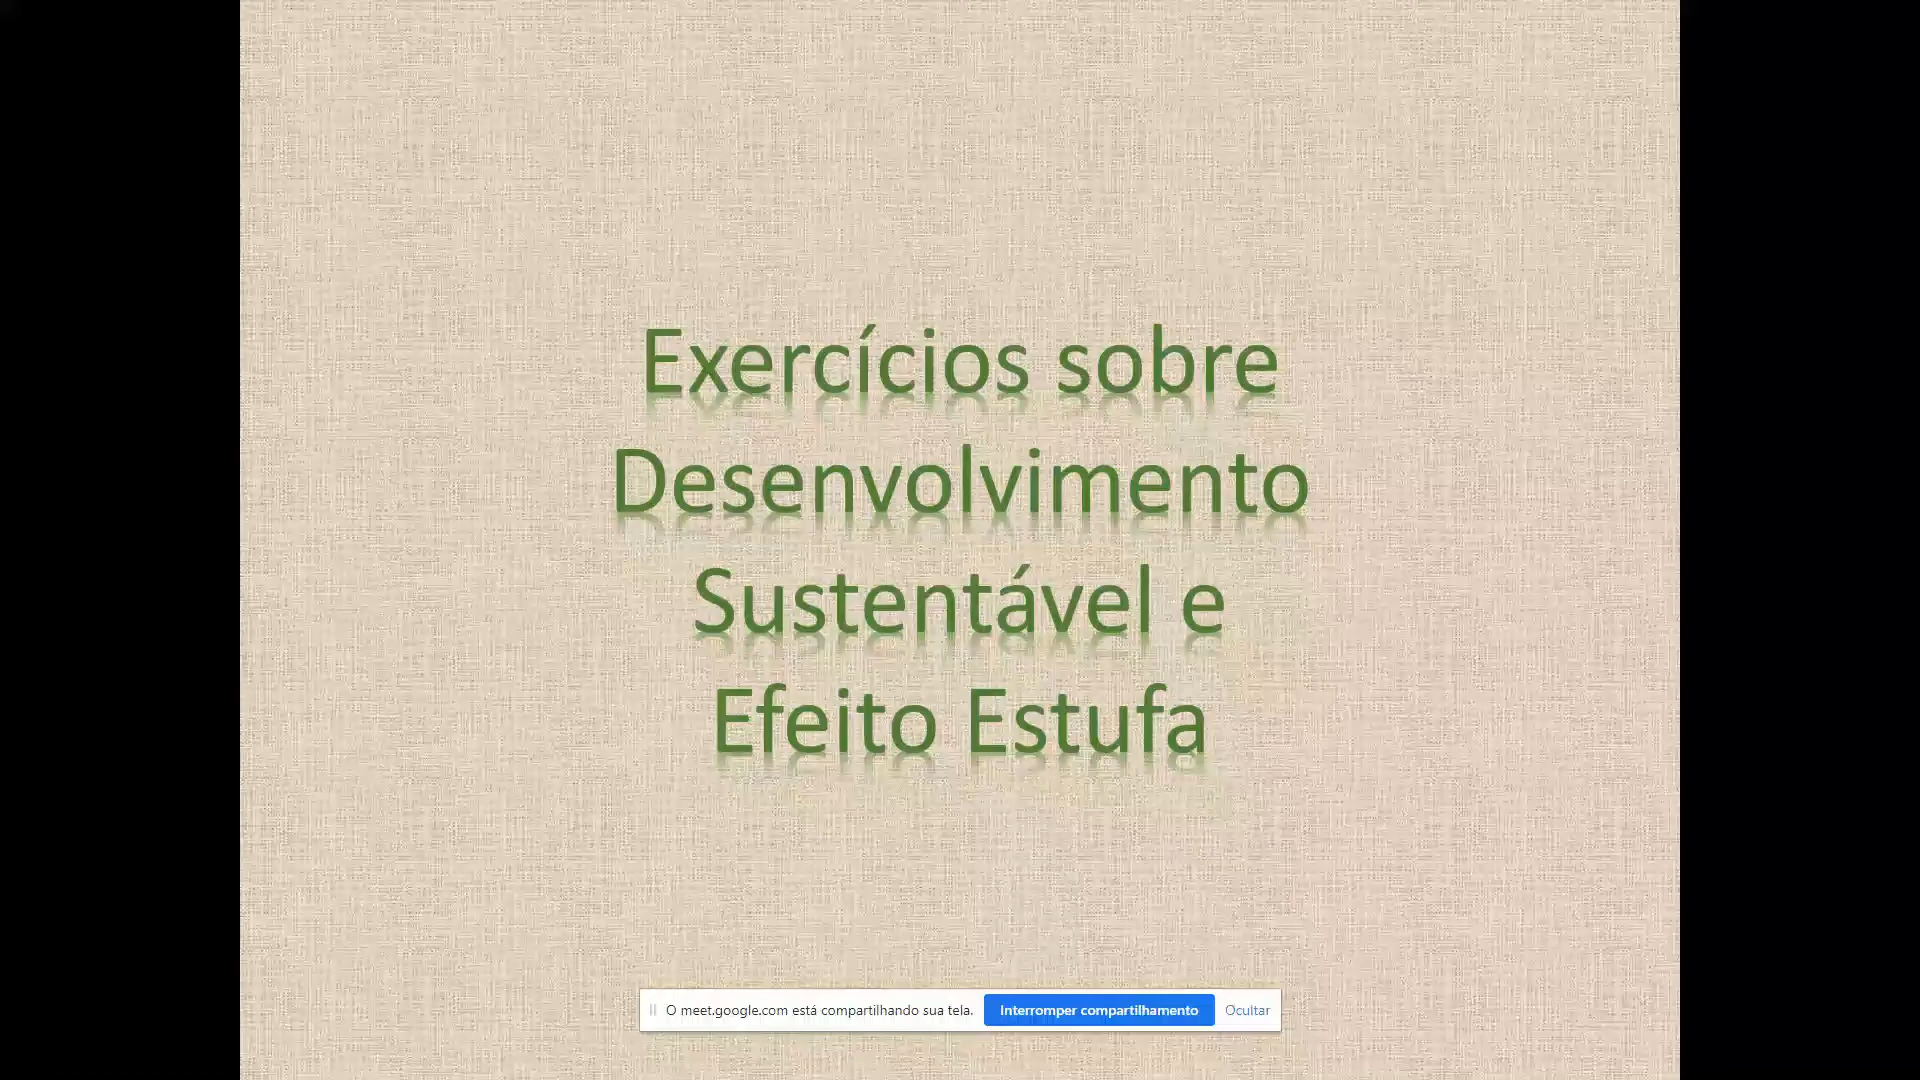 Exercícios sobre
Desenvolvimento
Sustentável e
Efeito Estufa
O meet.google.com está compartilhando sua tela. Interromper compartilhamento Ocultar